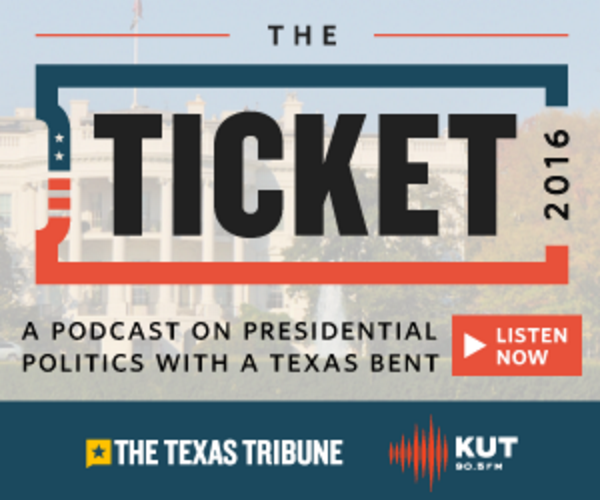 THE
TICKET
2016
A PODCAST ON PRESIDENTIAL
POLITICS WITH A TEXAS BENT
LISTEN
NOW
THE TEXAS TRIBUNE
KUT
90.5FM